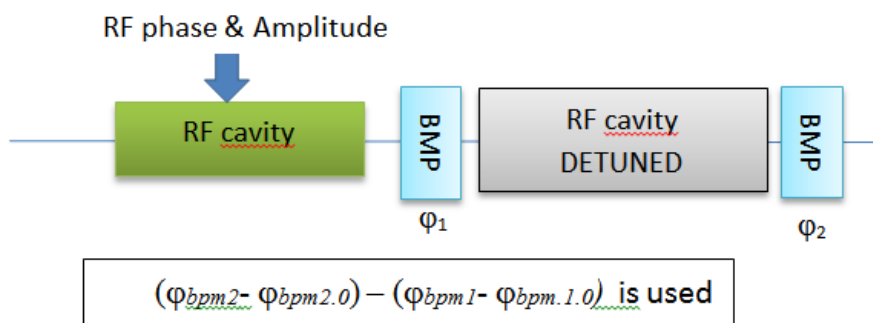 RF phase & Amplitude
RF cavity
BMP
RF cavity
DETUNED
BMP
φ1
φ2
(φbpm2- φbpm2.0) – (φbpm1- φbpm.1.0) is used